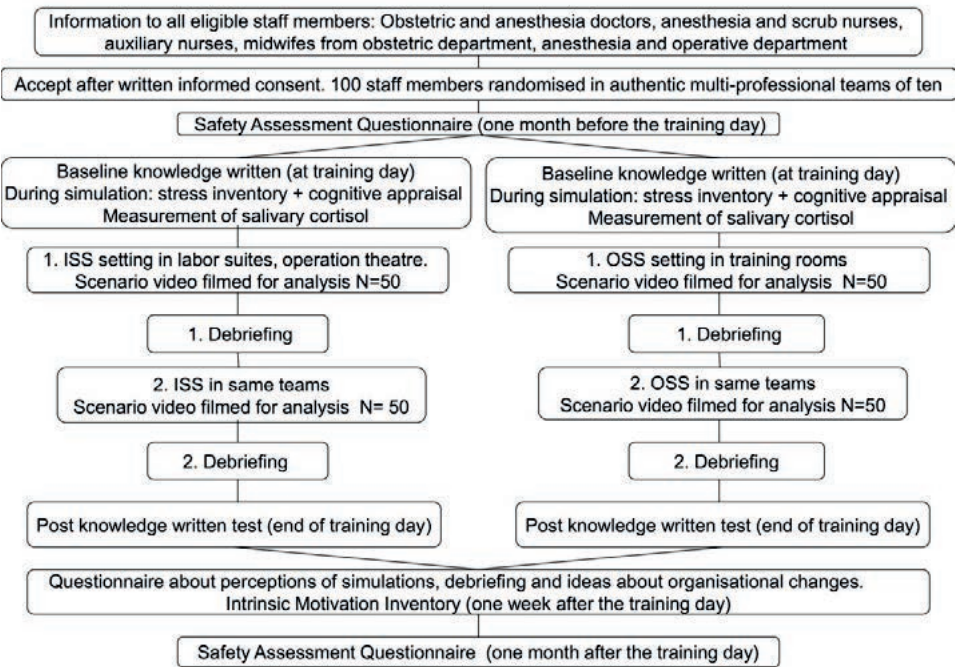 Information to all eligible staff members: Obstetric and anesthesia doctors, anesthesia and scrub nurses,
auxiliary nurses, midwifes from obstetric department, anesthesia and operative department
Accept after written informed consent. 100 staff members randomised in authentic multi-professional teams of ten
Safety Assessment Questionnaire (one month before the training day)
Baseline knowledge written (at training day)
During simulation: stress inventory + cognitive appraisal
Measurement of salivary cortisol
Baseline knowledge written (at training day)
During simulation: stress inventory + cognitive appraisal
Measurement of salivary cortisol
1. ISS setting in labor suites, operation theatre.
Scenario video filmed for analysis N=50
1. OSS setting in training rooms
Scenario video filmed for analysis N=50
1. Debriefing
1. Debriefing
2. ISS in same teams
Scenario video filmed for analysis N= 50
2. OSS in same teams
Scenario video filmed for analysis N=50
2. Debriefing
2. Debriefing
Post knowledge written test (end of training day)
Post knowledge written test (end of training day)
Questionnaire about perceptions of simulations, debriefing and ideas about organisational changes.
Intrinsic Motivation Inventory (one week after the training day)
Safety Assessment Questionnaire (one month after the training day)